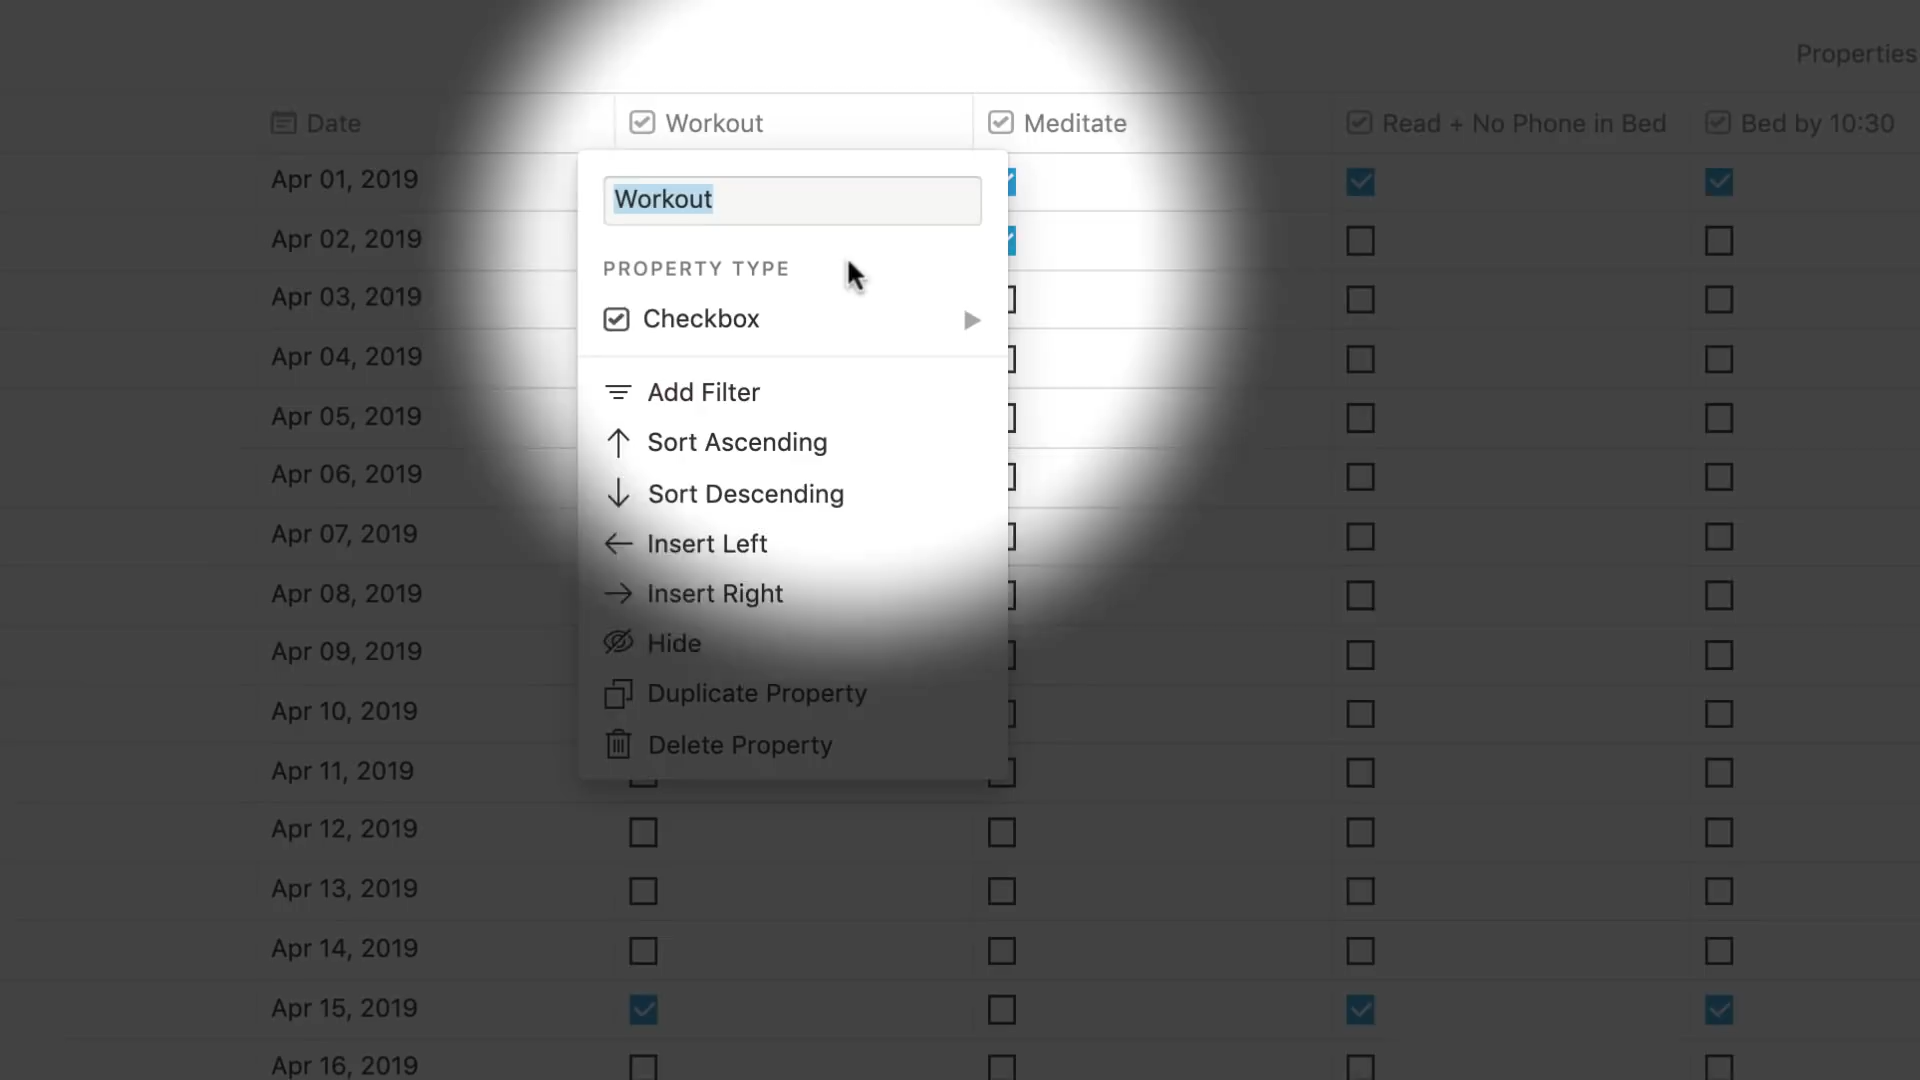 Properties
Date Workout Meditate Read + No Phone in Bed Bed by 10:30
Apr 01, 2019
Workout
Apr 02, 2019
PROPERTY TYPE
Apr 03, 2019
Checkbox
Apr 04, 2019
Add Filter
Apr 05, 2019
Sort Ascending
Apr 06, 2019
Sort Descending
Apr 07, 2019
Insert Left
Apr 08, 2019
Insert Right
Apr 09, 2019
Hide
Duplicate Property
Apr 10, 2019
Delete Property
Apr 11, 2019
Apr 12, 2019
Apr 13, 2019
Apr 14, 2019
Apr 15, 2019
Apr 16, 2019